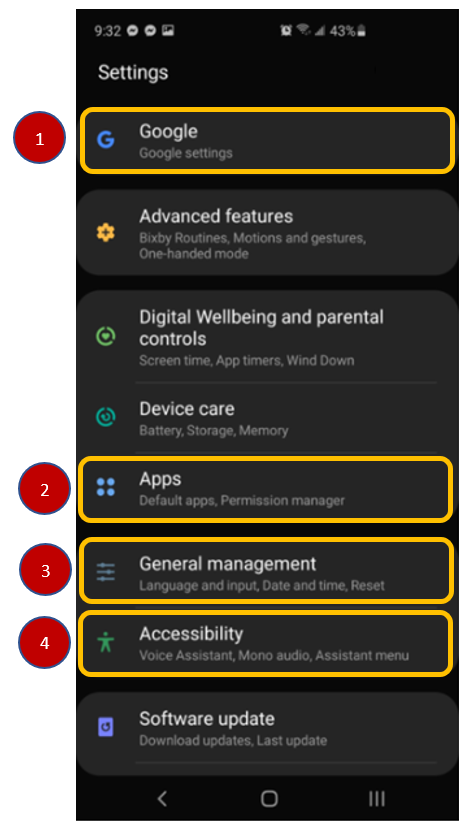 9:32 43%
Settings
1
Google
Google settings
Advanced features
Bixby Routines, Motions and gestures,
One-handed mode
Digital Wellbeing and parental
controls
Screen time, App timers, Wind Down
Device care
Battery, Storage, Memory
2
Apps
Default apps, Permission manager
3
General management
Language and input, Date and time, Reset
4
Accessibility
Voice Assistant, Mono audio, Assistant menu
Software update
Download updates, Last update